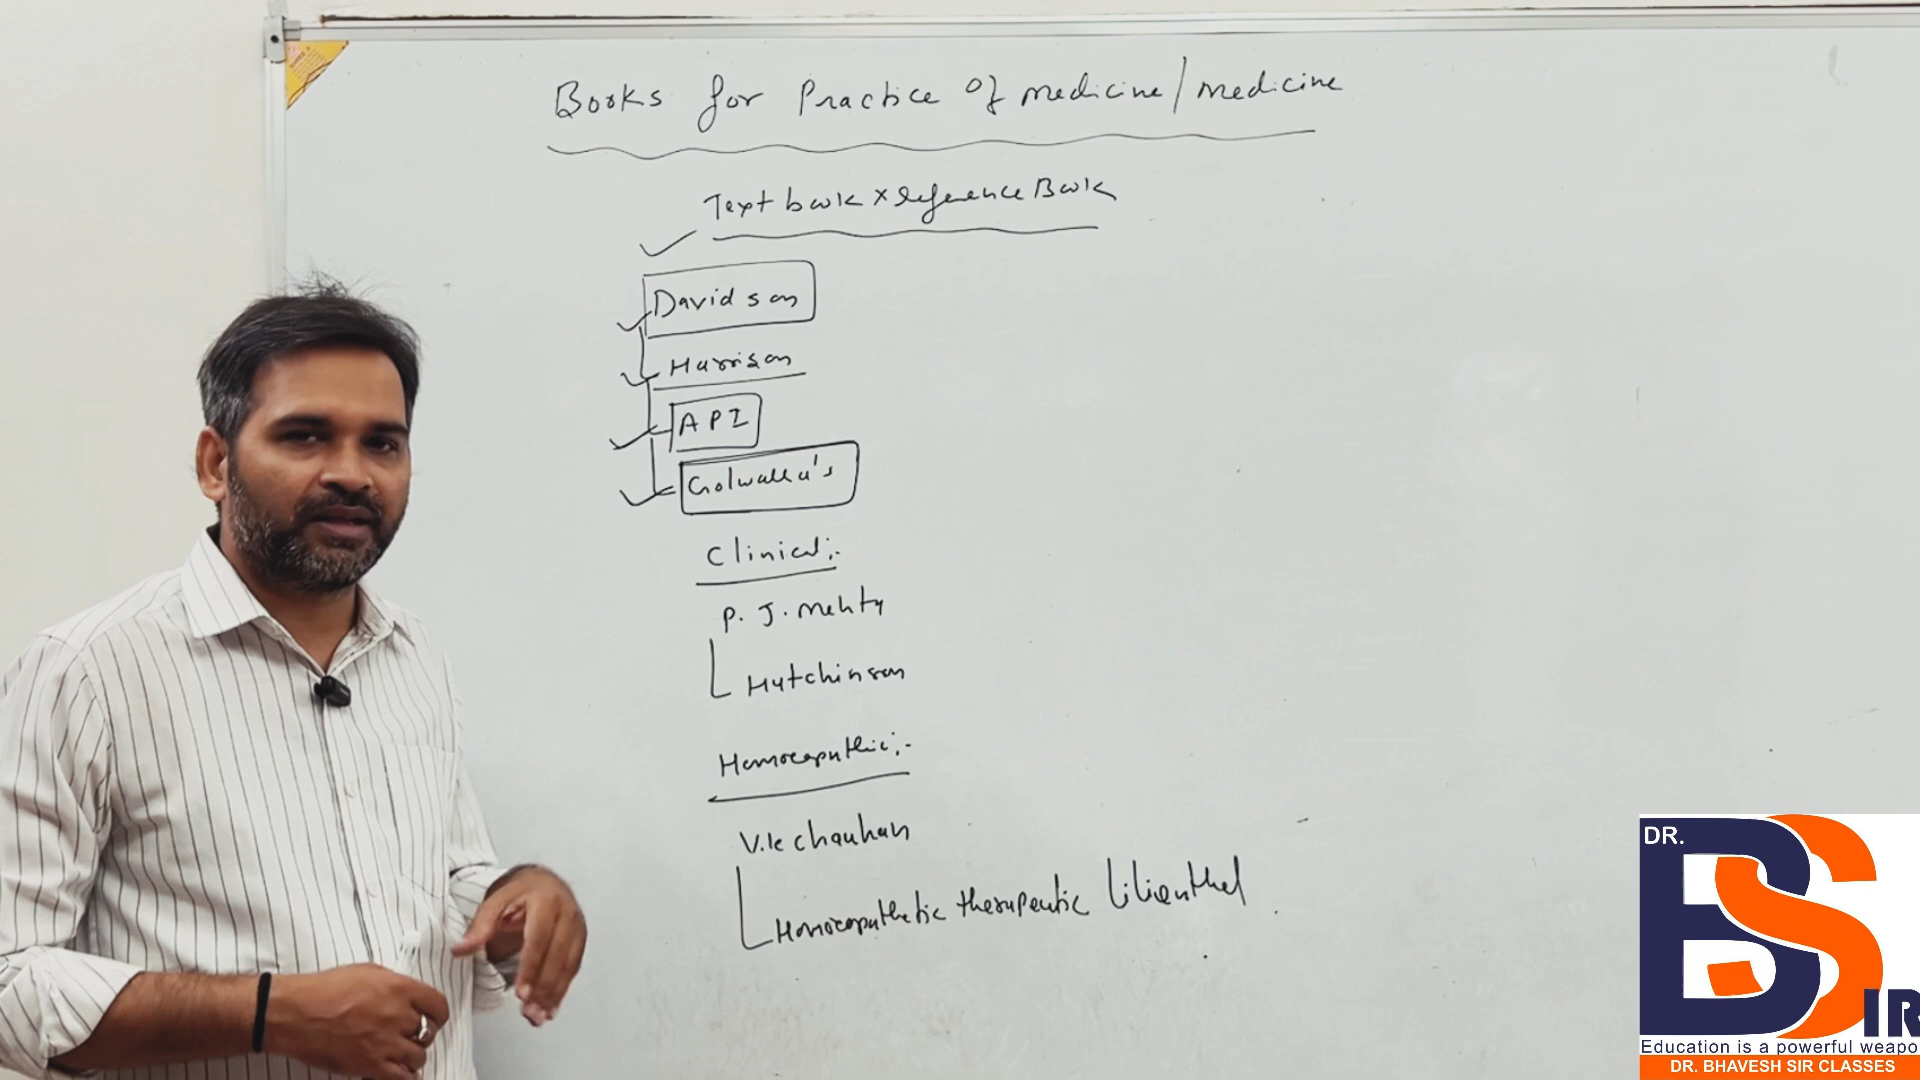 Books for Practice Of medicine/medicine
Text book x reference Book
Davidson
Harrison
API
Golwalla's
Clinical:-
P. J. Mehta
Hutchinson
Homoeopathic:-
V.K chauhan
Homoeopathetic therapeutic Lilienthal
DR.
BS
IR
Education is a powerful weapo
DR. BHAVESH SIR CLASSES